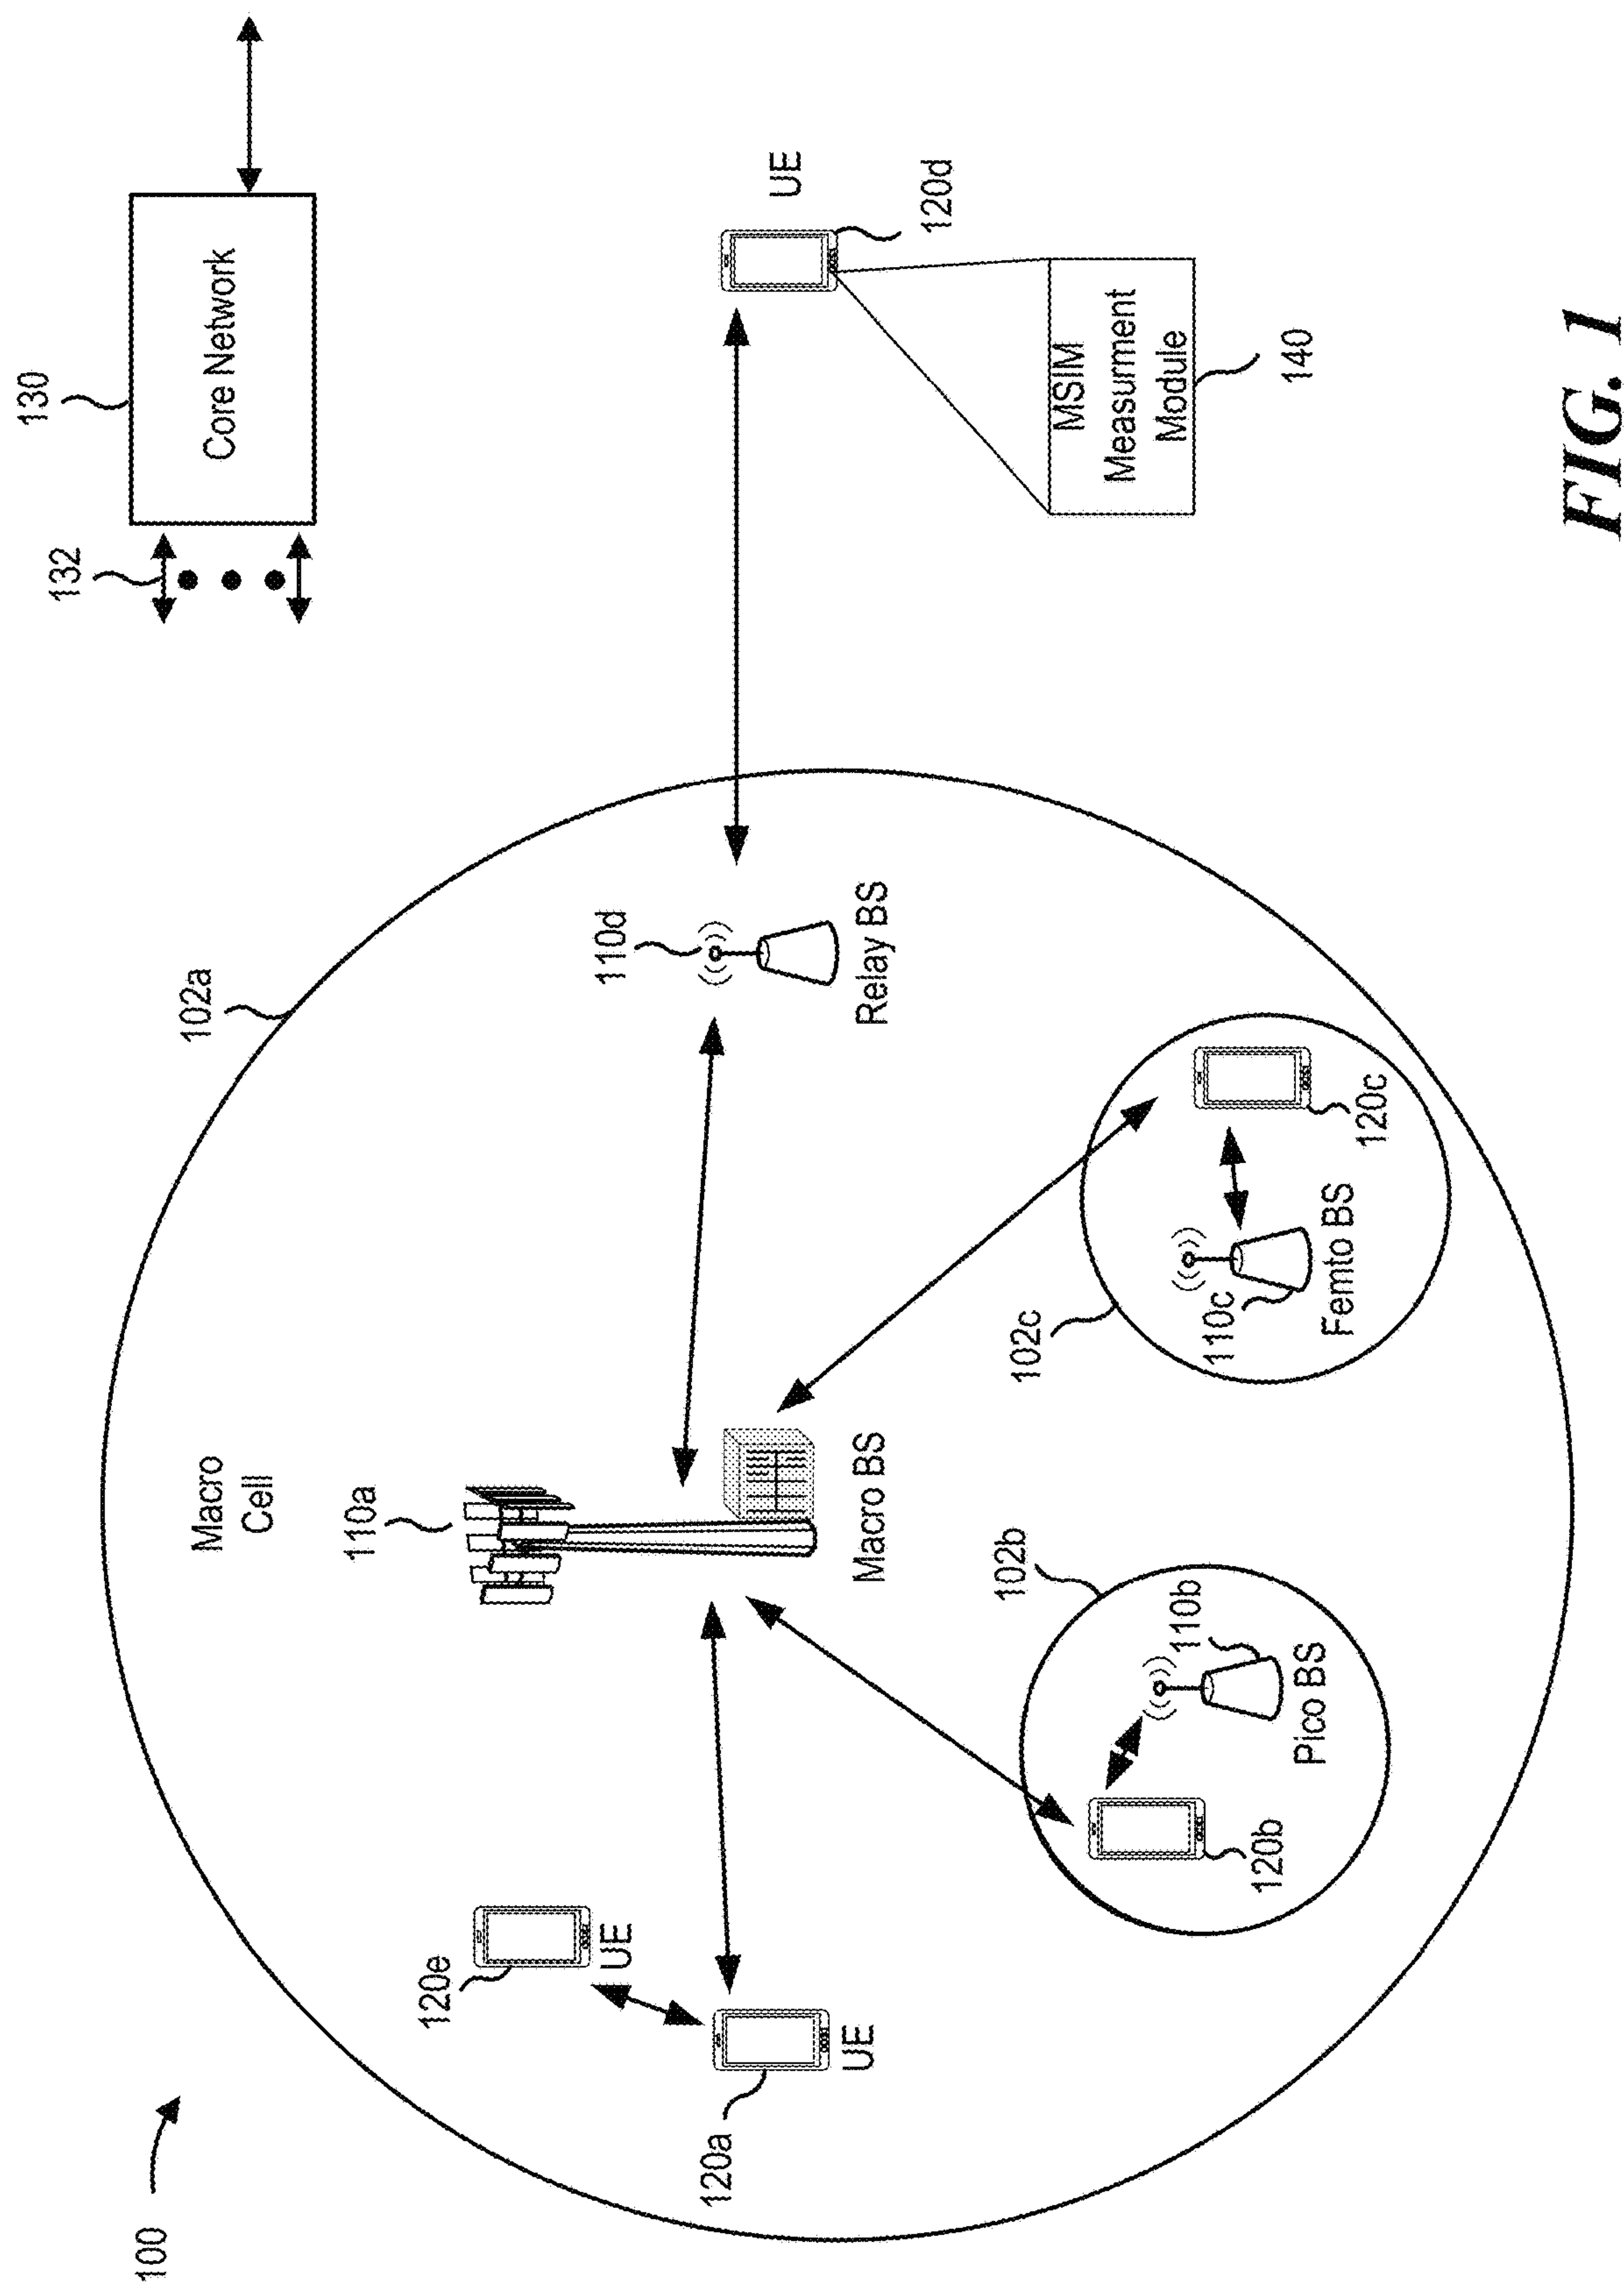 100
130
Core Network
132
102a
Macro
Cell
110a
Macro BS
110d
Relay BS
UE
120d
MSIM
Measurment
Module
140
120e
UE
120a
UE
102b
110b
Pico BS
120b
102c
110c
Femto BS
120c
FIG. 1